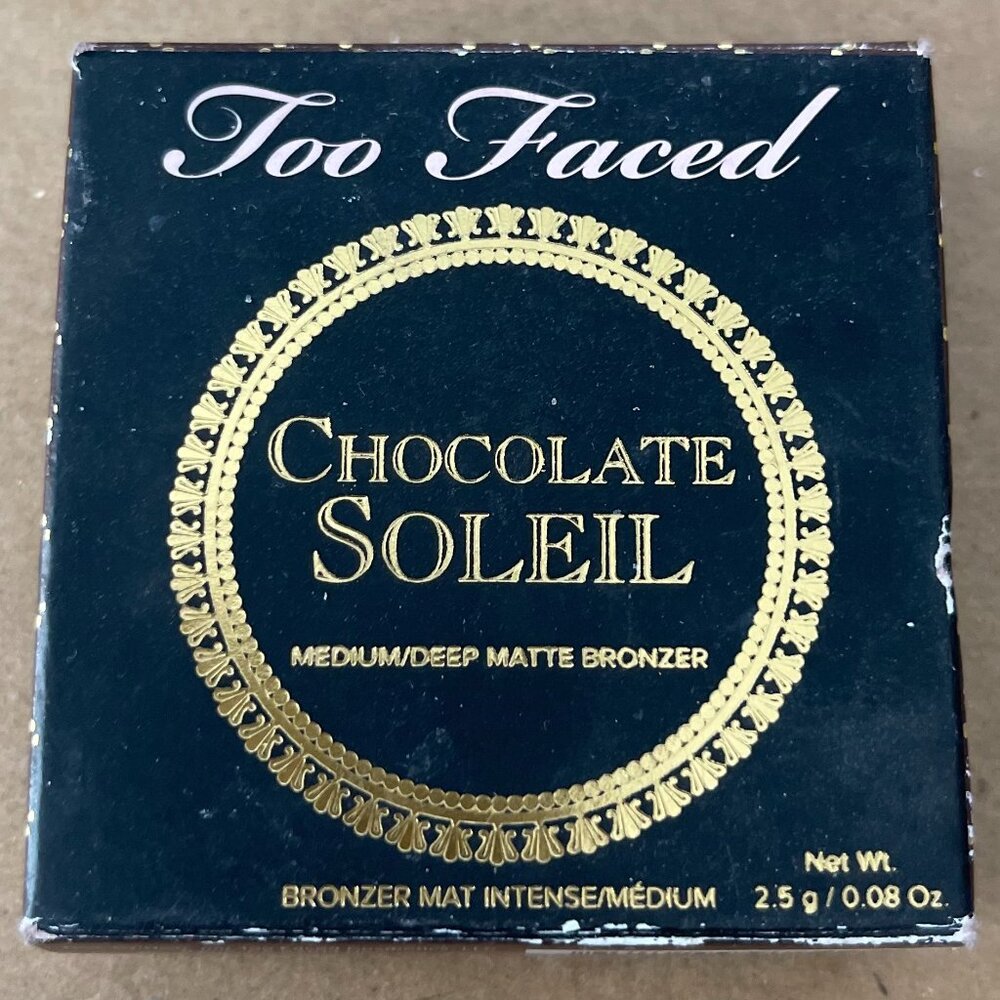 Too Faced
CHOCOLATE
SOLEIL
MEDIUM/DEEP MATTE BRONZER
BRONZER MAT INTENSE/MÉDIUM
Net Wt.
2.5 g / 0.08 Oz.